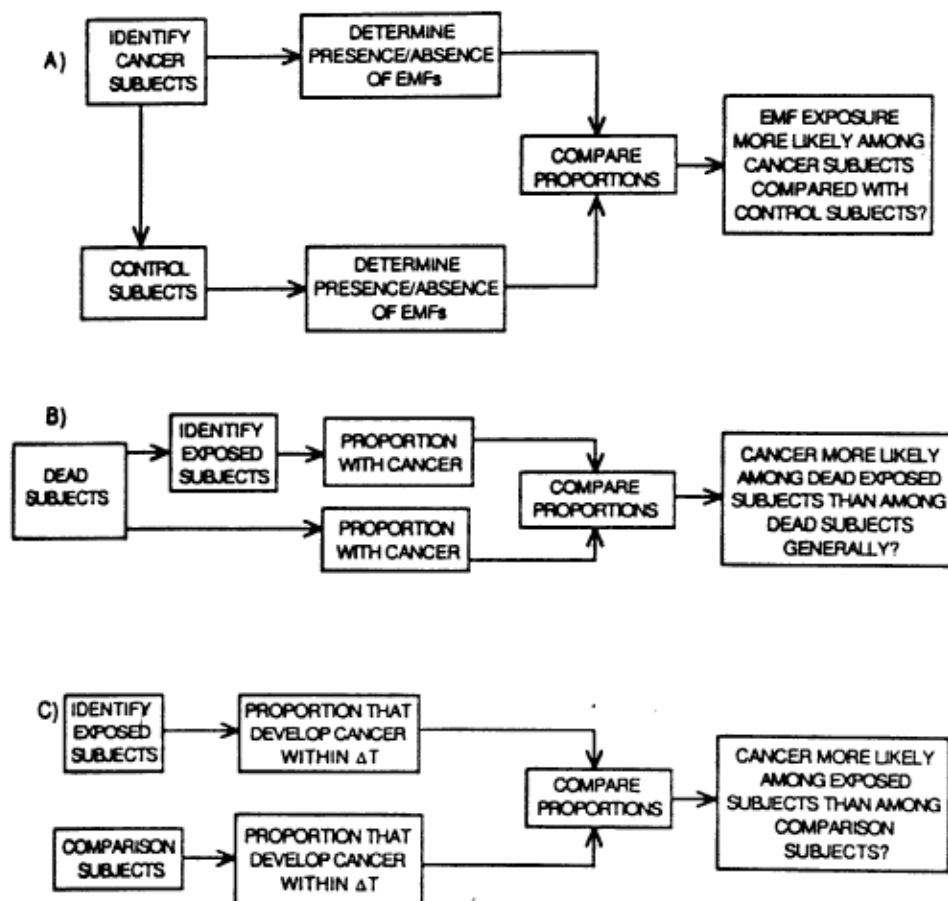 A)
IDENTIFY
CANCER
SUBJECTS
DETERMINE
PRESENCE/ABSENCE
OF EMFs
COMPARE
PROPORTIONS
EMF EXPOSURE
MORE LIKELY AMONG
CANCER SUBJECTS
COMPARED WITH
CONTROL SUBJECTS?
CONTROL
SUBJECTS
DETERMINE
PRESENCE/ABSENCE
OF EMFs
B)
DEAD
SUBJECTS
IDENTIFY
EXPOSED
SUBJECTS
PROPORTION
WITH CANCER
PROPORTION
WITH CANCER
COMPARE
PROPORTIONS
CANCER MORE LIKELY
AMONG DEAD EXPOSED
SUBJECTS THAN AMONG
DEAD SUBJECTS
GENERALLY?
C)
IDENTIFY
EXPOSED
SUBJECTS
PROPORTION THAT
DEVELOP CANCER
WITHIN ΔT
COMPARE
PROPORTIONS
CANCER MORE LIKELY
AMONG EXPOSED
SUBJECTS THAN AMONG
COMPARISON
SUBJECTS?
COMPARISON
SUBJECTS
PROPORTION THAT
DEVELOP CANCER
WITHIN ΔT